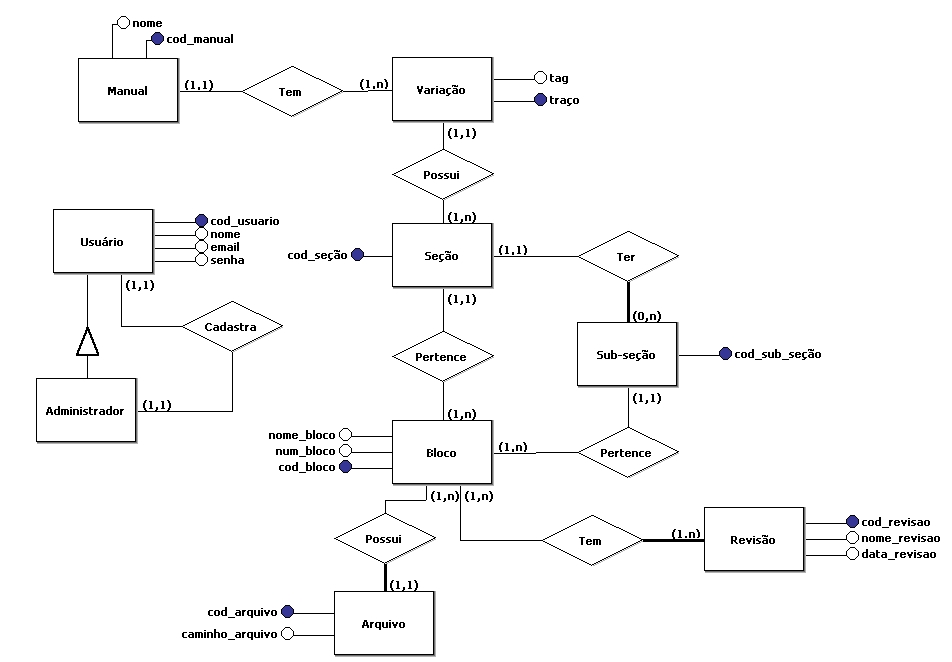 nome
cod_manual
Manual
(1,1)
Tem
(1,n)
Variação
tag
traço
(1,1)
Possui
(1,n)
Usuário
cod_usuario
nome
email
senha
(1,1)
Cadastra
Administrador
(1,1)
cod_seção
Seção
(1,1)
Ter
(0,n)
Sub-seção
cod_sub_seção
(1,1)
Pertence
(1,n)
(1,1)
Pertence
(1,n)
nome_bloco
num_bloco
cod_bloco
Bloco
(1,n)
(1,n)
Possui
(1,1)
Tem
(1.n)
Revisão
cod_revisao
nome_revisao
data_revisao
cod_arquivo
caminho_arquivo
Arquivo